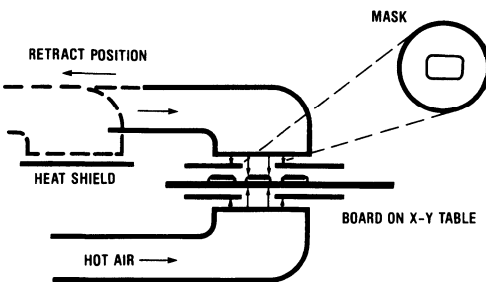 MASK
RETRACT POSITION
HEAT SHIELD
BOARD ON X-Y TABLE
HOT AIR